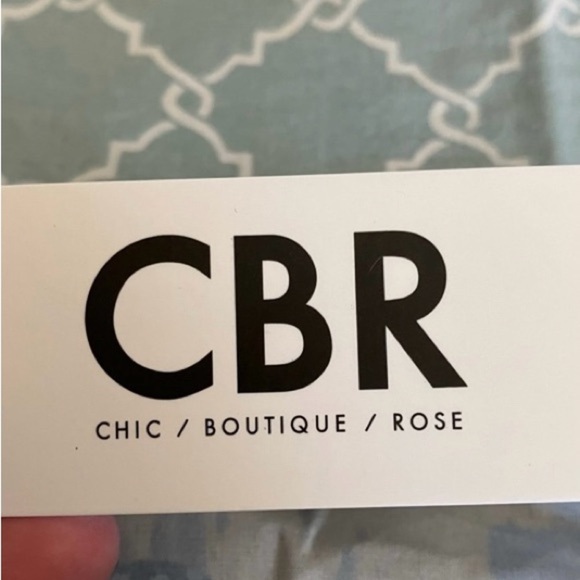 CBR
CHIC / BOUTIQUE / ROSE